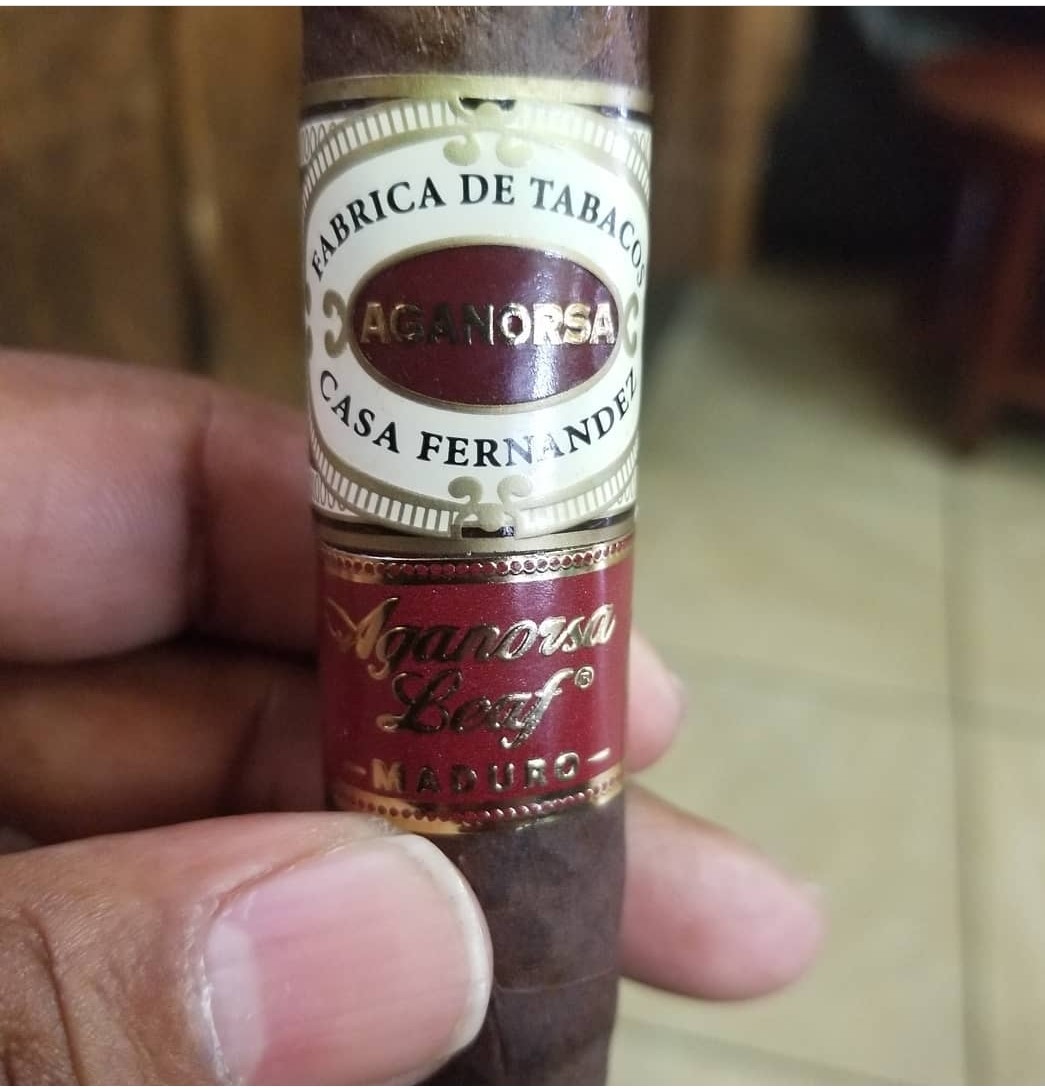 FABRICA DE TABACOS
AGANORSA
CASA FERNANDEZ
Aganorsa
Leaf®
-MADURO-